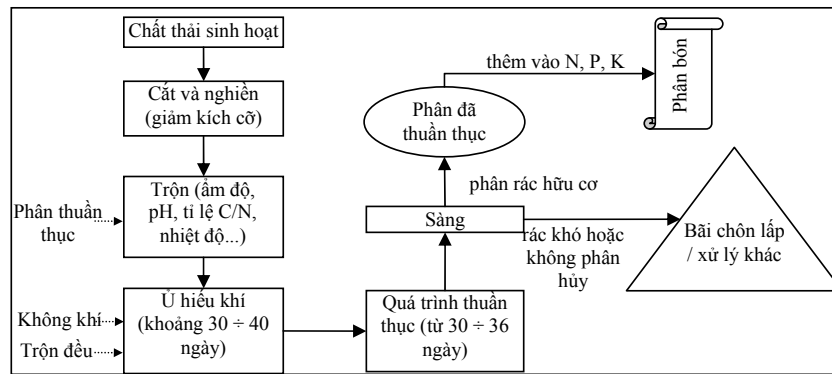 Chất thải sinh hoạt
Cắt và nghiền
(giảm kích cỡ)
Trộn (ẩm độ,
pH, tỉ lệ C/N,
nhiệt độ...)
Phân thuần
thục
Ủ hiếu khí
(khoảng 30 ÷ 40
ngày)
Không khí
Trộn đều
Quá trình thuần
thục (từ 30 ÷ 36
ngày)
Sàng
phân rác hữu cơ
Phân đã
thuần thục
thêm vào N, P, K
Phân bón
rác khó hoặc
không phân
hủy
Bãi chôn lấp
/ xử lý khác